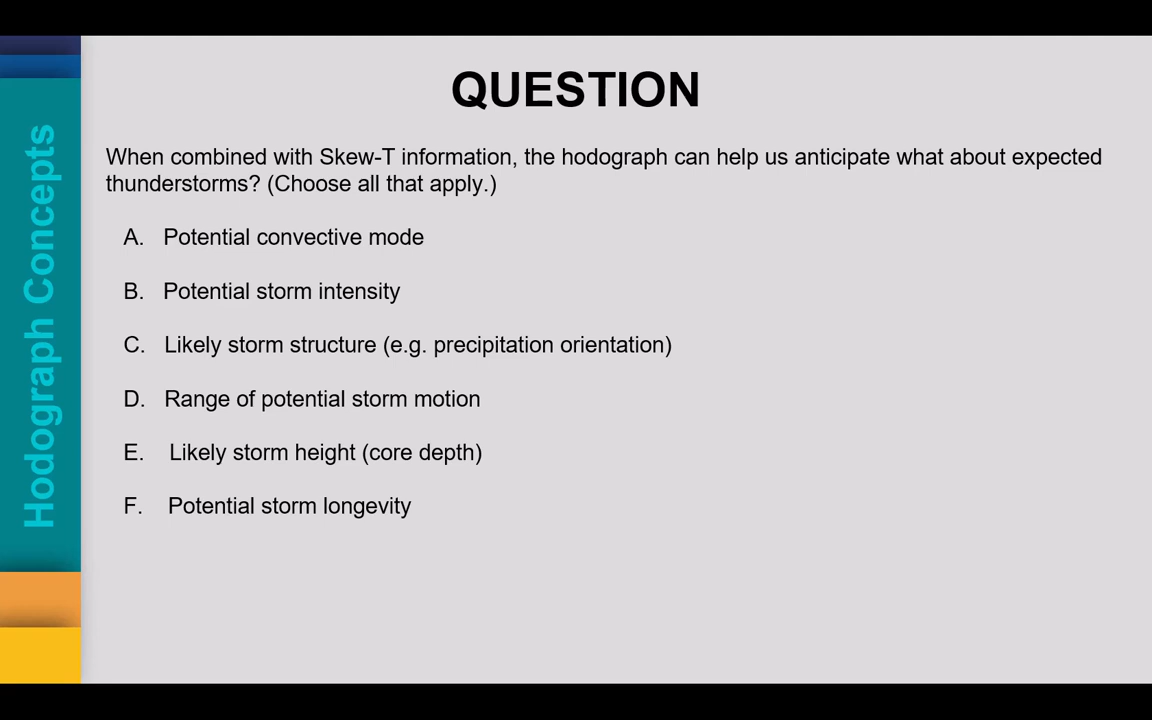 Hodograph Concepts
QUESTION
When combined with Skew-T information, the hodograph can help us anticipate what about expected
thunderstorms? (Choose all that apply.)
A. Potential convective mode
B. Potential storm intensity
C. Likely storm structure (e.g. precipitation orientation)
D. Range of potential storm motion
E. Likely storm height (core depth)
F. Potential storm longevity